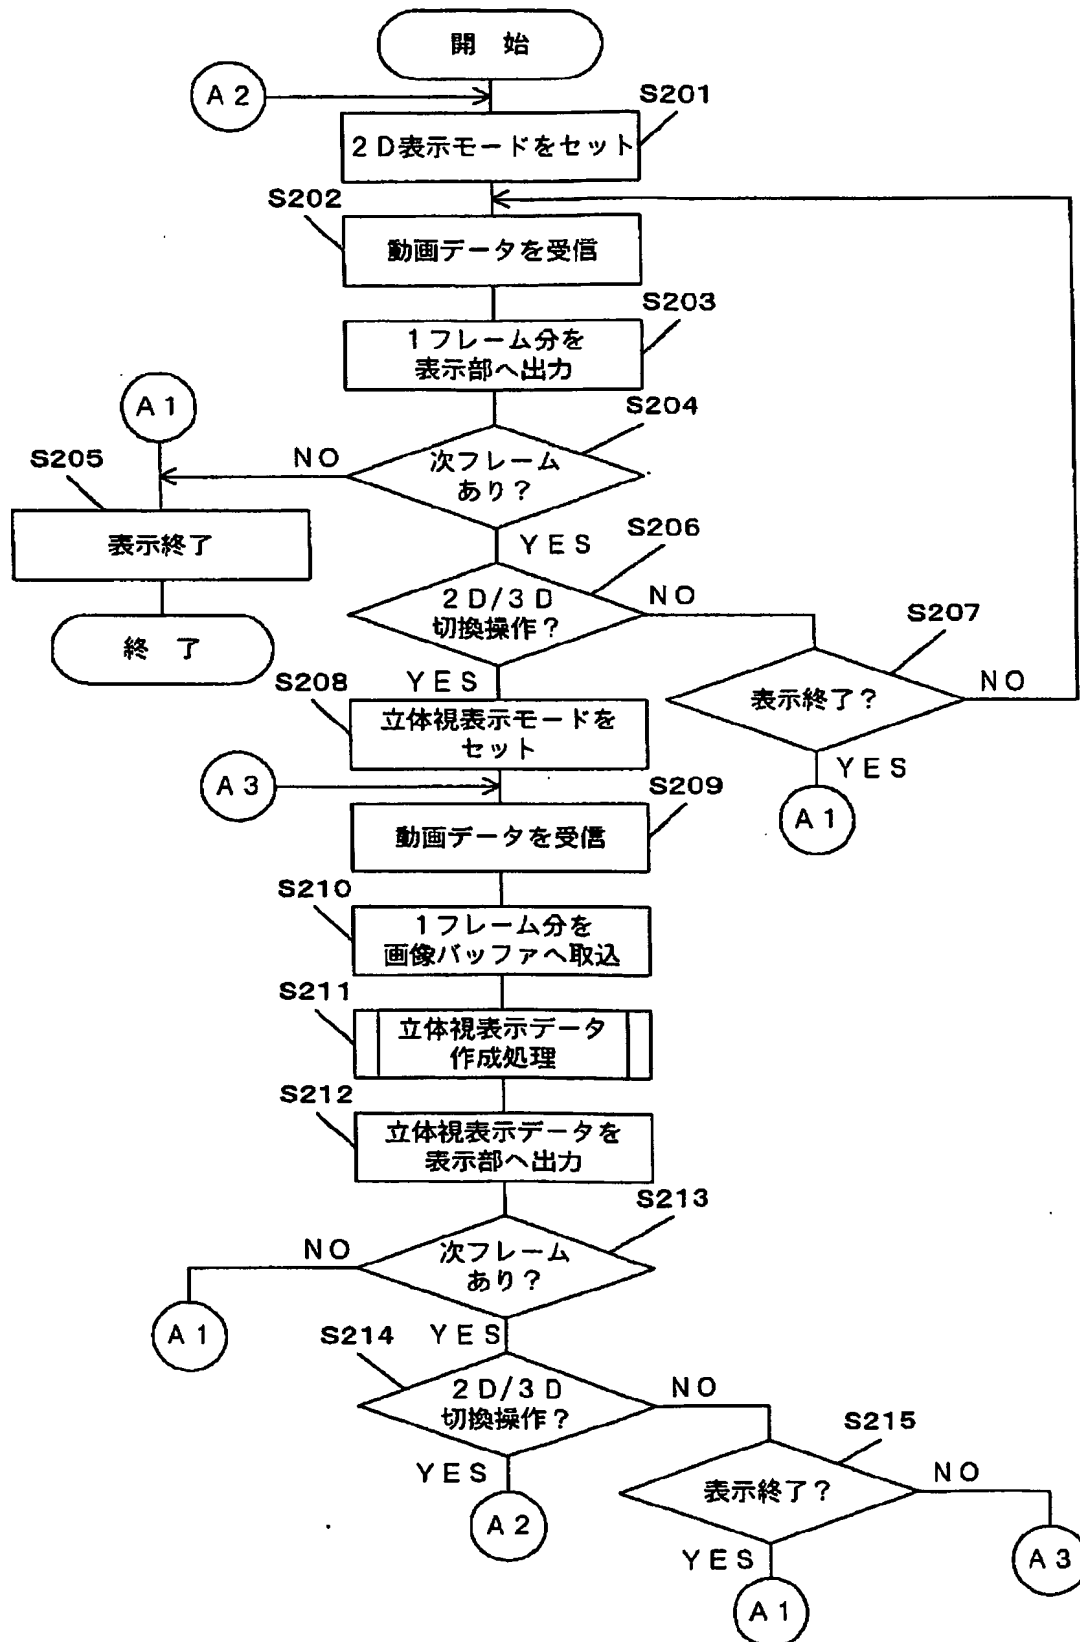 開 始
A2
S201
2D表示モードをセット
S202
動画データを受信
S203
1フレーム分を
表示部へ出力
A1
S204
次フレーム
あり?
NO
S205
表示終了
終 了
YES
S206
2D/3D
切換操作?
NO
S207
表示終了?
NO
YES
A1
YES
S208
立体視表示モードを
セット
A3
S209
動画データを受信
S210
1フレーム分を
画像バッファへ取込
S211
立体視表示データ
作成処理
S212
立体視表示データを
表示部へ出力
S213
次フレーム
あり?
NO
A1
YES
S214
2D/3D
切換操作?
NO
YES
A2
S215
表示終了?
NO
A3
YES
A1